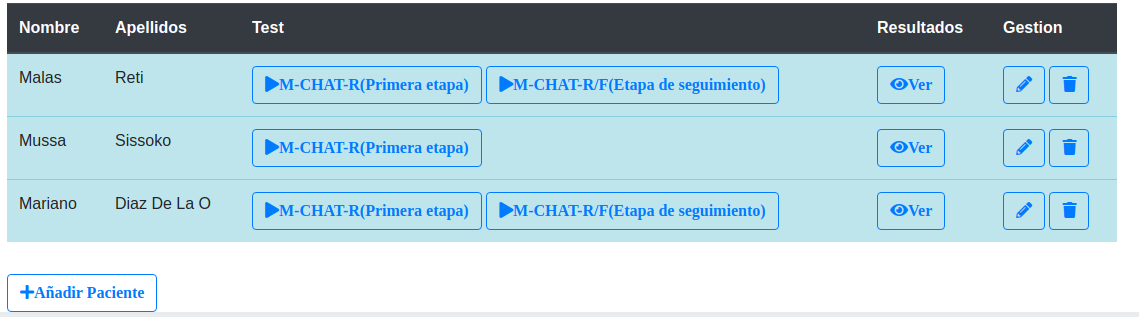 Nombre Apellidos Test Resultados Gestion
Malas Reti M-CHAT-R(Primera etapa) M-CHAT-R/F(Etapa de seguimiento) Ver
Mussa Sissoko M-CHAT-R(Primera etapa) Ver
Mariano Diaz De La O M-CHAT-R(Primera etapa) M-CHAT-R/F(Etapa de seguimiento) Ver
Añadir Paciente